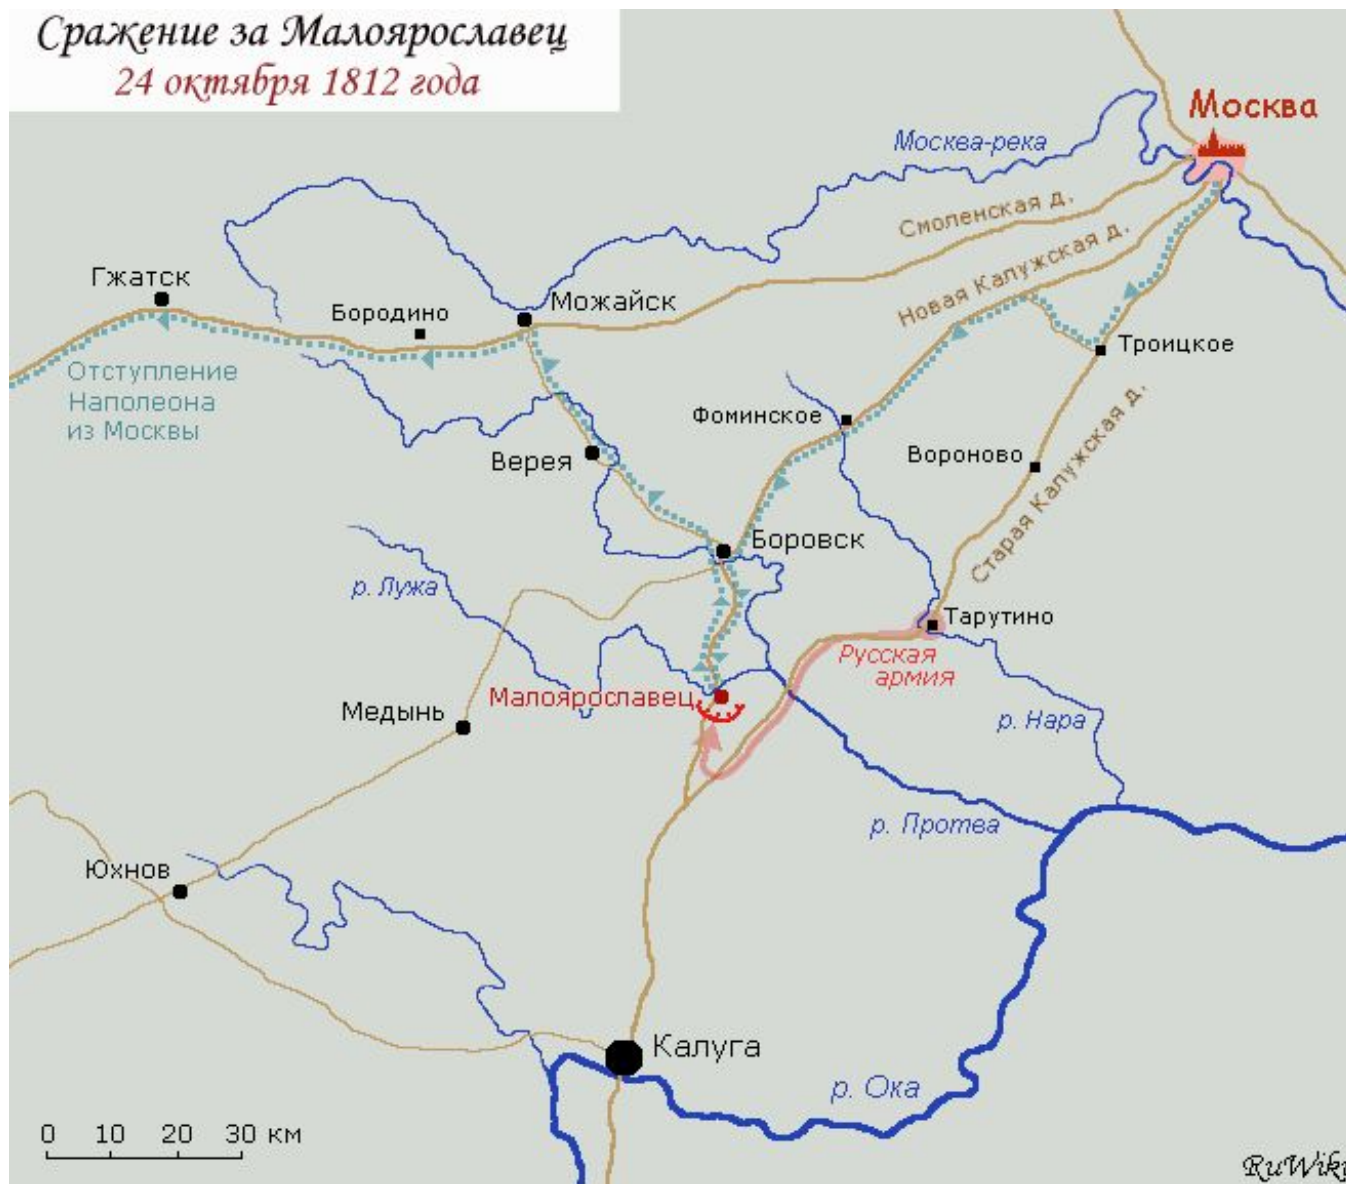 Сражение за Малоярославец
24 октября 1812 года
Москва
Москва-река
Смоленская д.
Новая Калужская д.
Гжатск
Бородино
Можайск
Троицкое
Отступление
Наполеона
из Москвы
Фоминское
Верея
Вороново
Старая Калужская д.
Боровск
р. Лужа
Тарутино
Русская
армия
Малоярославец
Медынь
р. Нара
р. Протва
Юхнов
Калуга
р. Ока
0 10 20 30 км
RuWiki